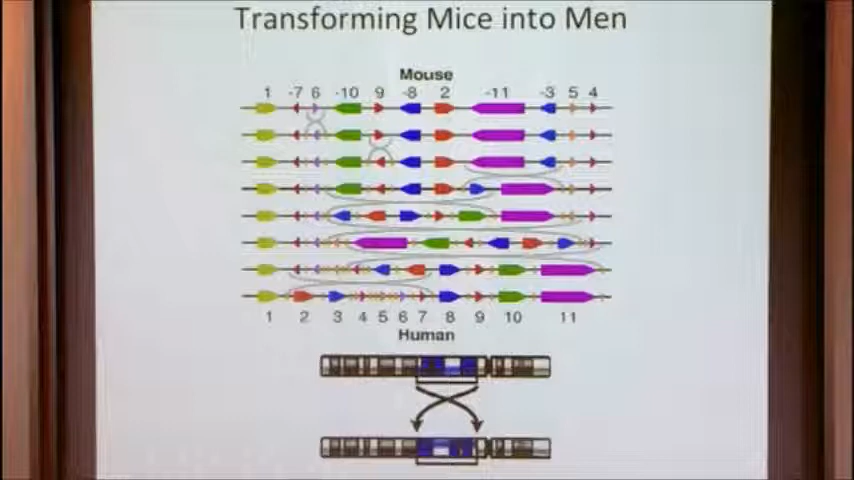 Transforming Mice into Men
Mouse
1 -7 6 -10 9 -8 2 -11 -3 5 4
1 2 3 4 5 6 7 8 9 10 11
Human